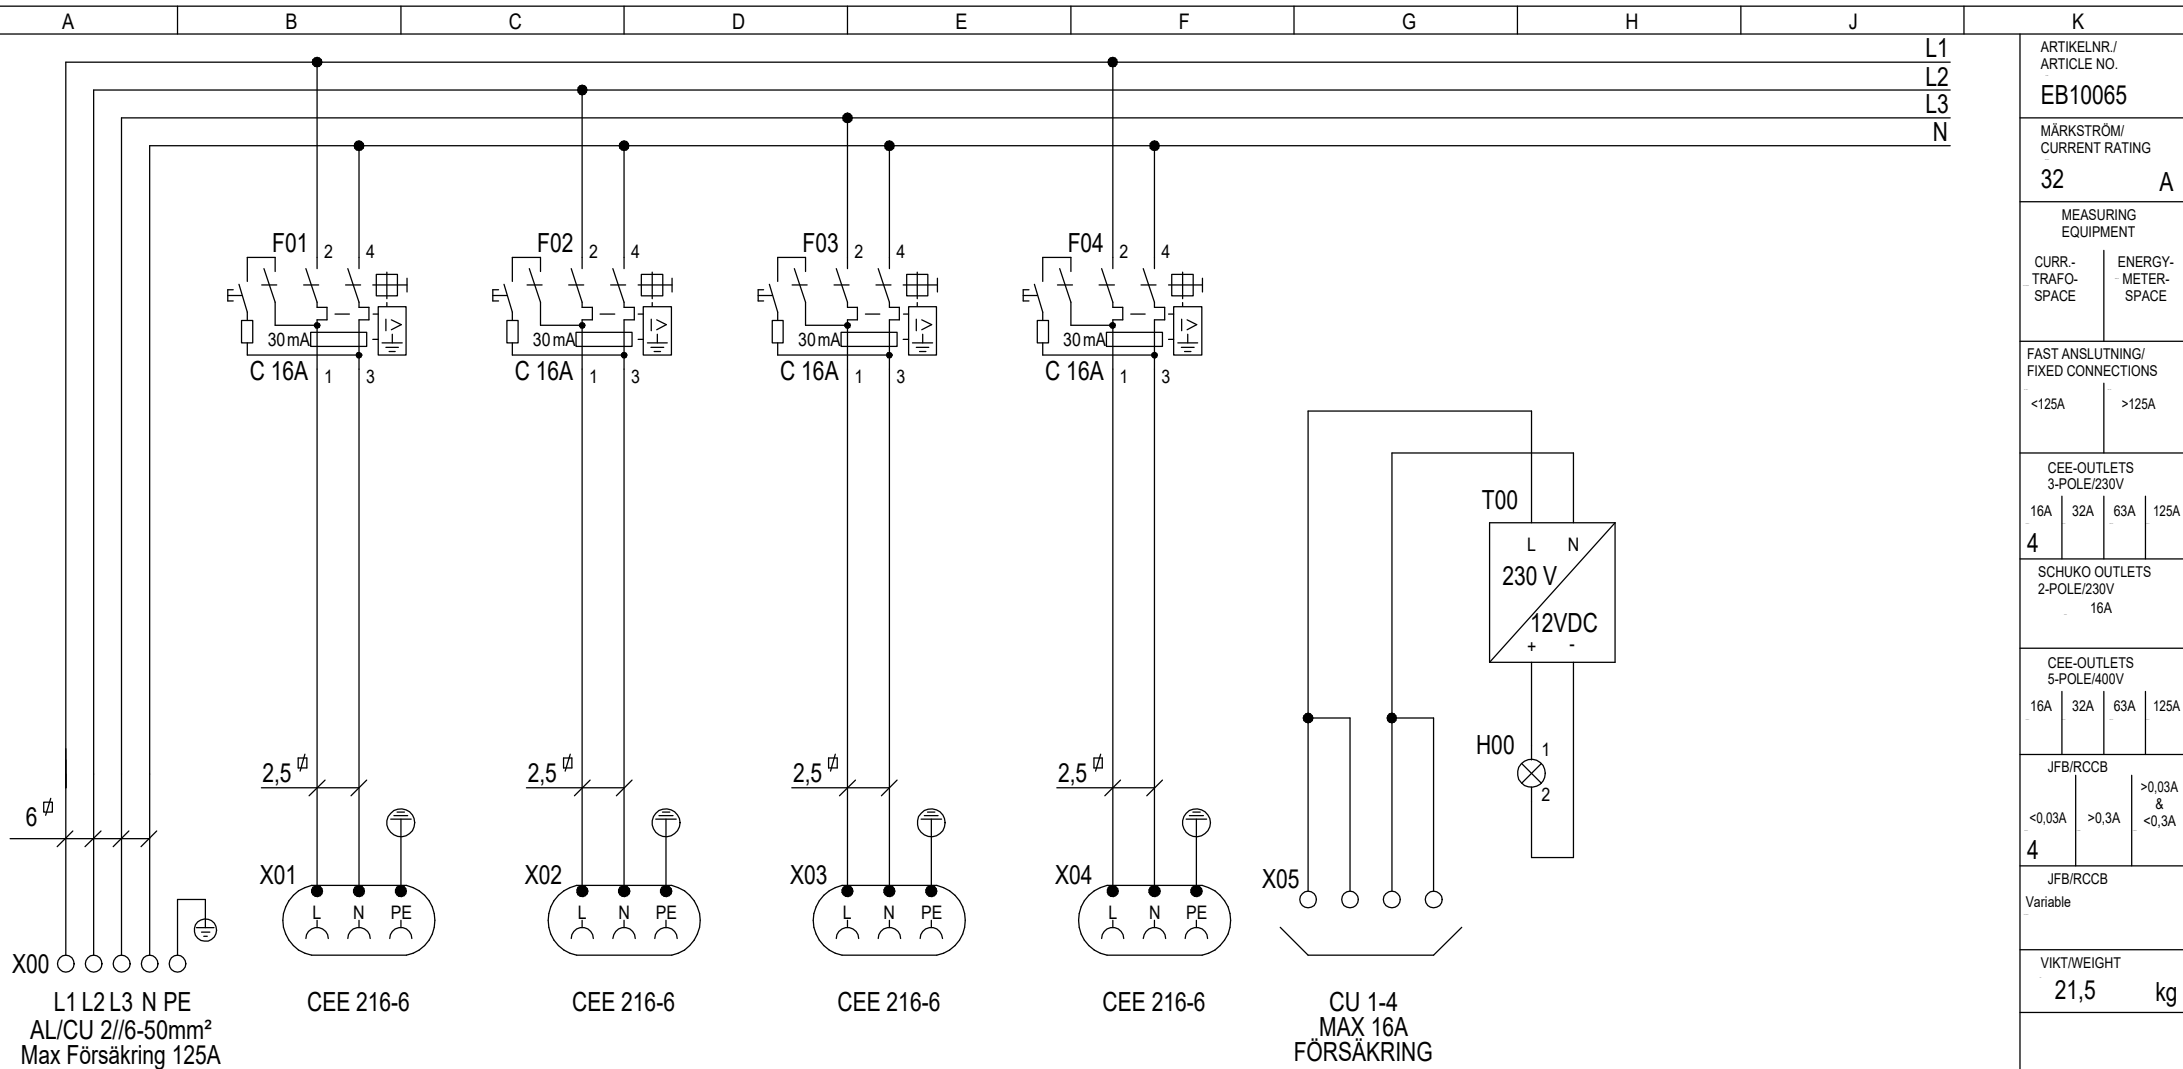 A B C D E F G H J K
L1
L2
L3
N
F01 2 4
30mA
C 16A 1 3
F02 2 4
30mA
C 16A 1 3
F03 2 4
30mA
C 16A 1 3
F04 2 4
30mA
C 16A 1 3
T00
L N
230 V
12VDC
+ -
H00 1
2
6
2,5
2,5
2,5
2,5
X00
L1 L2 L3 N PE
AL/CU 2//6-50mm²
Max Försäkring 125A
X01
L N PE
CEE 216-6
X02
L N PE
CEE 216-6
X03
L N PE
CEE 216-6
X04
L N PE
CEE 216-6
X05
CU 1-4
MAX 16A
FÖRSÄKRING
ARTIKELNR./
ARTICLE NO.
EB10065
MÄRKSTRÖM/
CURRENT RATING
32 A
MEASURING
EQUIPMENT
CURR.-
TRAFO-
SPACE
ENERGY-
METER-
SPACE
FAST ANSLUTNING/
FIXED CONNECTIONS
<125A >125A
CEE-OUTLETS
3-POLE/230V
16A 32A 63A 125A
4
SCHUKO OUTLETS
2-POLE/230V
16A
CEE-OUTLETS
5-POLE/400V
16A 32A 63A 125A
JFB/RCCB
<0,03A >0,3A
>0,03A
&
<0,3A
4
JFB/RCCB
Variable
VIKT/WEIGHT
21,5 kg